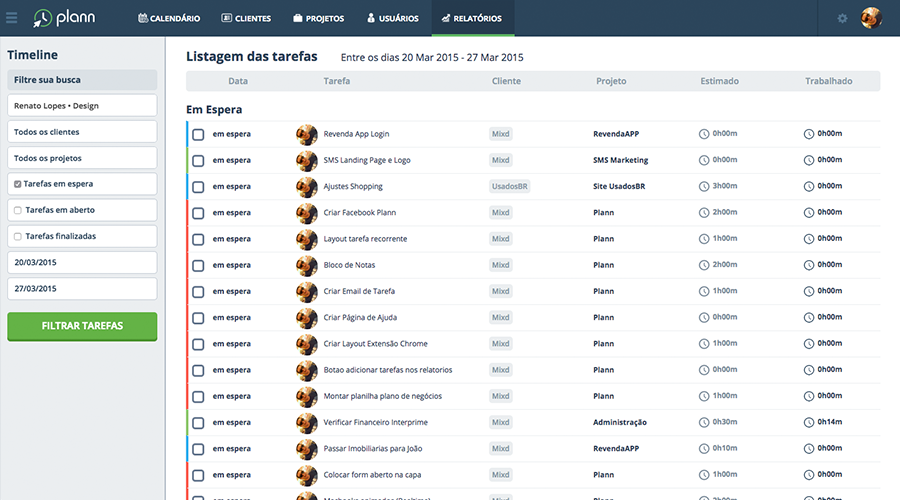 plann CALENDÁRIO CLIENTES PROJETOS USUÁRIOS RELATÓRIOS
Timeline
Filtre sua busca
Renato Lopes • Design
Todos os clientes
Todos os projetos
Tarefas em espera
Tarefas em aberto
Tarefas finalizadas
20/03/2015
27/03/2015
FILTRAR TAREFAS
Listagem das tarefas Entre os dias 20 Mar 2015 - 27 Mar 2015
Data Tarefa Cliente Projeto Estimado Trabalhado
Em Espera
em espera Revenda App Login Mixd RevendaAPP 0h00m 0h00m
em espera SMS Landing Page e Logo Mixd SMS Marketing 0h00m 0h00m
em espera Ajustes Shopping UsadosBR Site UsadosBR 3h00m 0h00m
em espera Criar Facebook Plann Mixd Plann 2h00m 0h00m
em espera Layout tarefa recorrente Mixd Plann 1h00m 0h00m
em espera Bloco de Notas Mixd Plann 2h00m 0h00m
em espera Criar Email de Tarefa Mixd Plann 1h00m 0h00m
em espera Criar Página de Ajuda Mixd Plann 0h00m 0h00m
em espera Criar Layout Extensão Chrome Mixd Plann 1h00m 0h00m
em espera Botao adicionar tarefas nos relatorios Mixd Plann 0h00m 0h00m
em espera Montar planilha plano de negócios Mixd Plann 1h00m 0h00m
em espera Verificar Financeiro Interprime Mixd Administração 0h30m 0h14m
em espera Passar Imobiliarias para João Mixd RevendaAPP 0h10m 0h00m
em espera Colocar form aberto na capa Mixd Plann 1h00m 0h00m